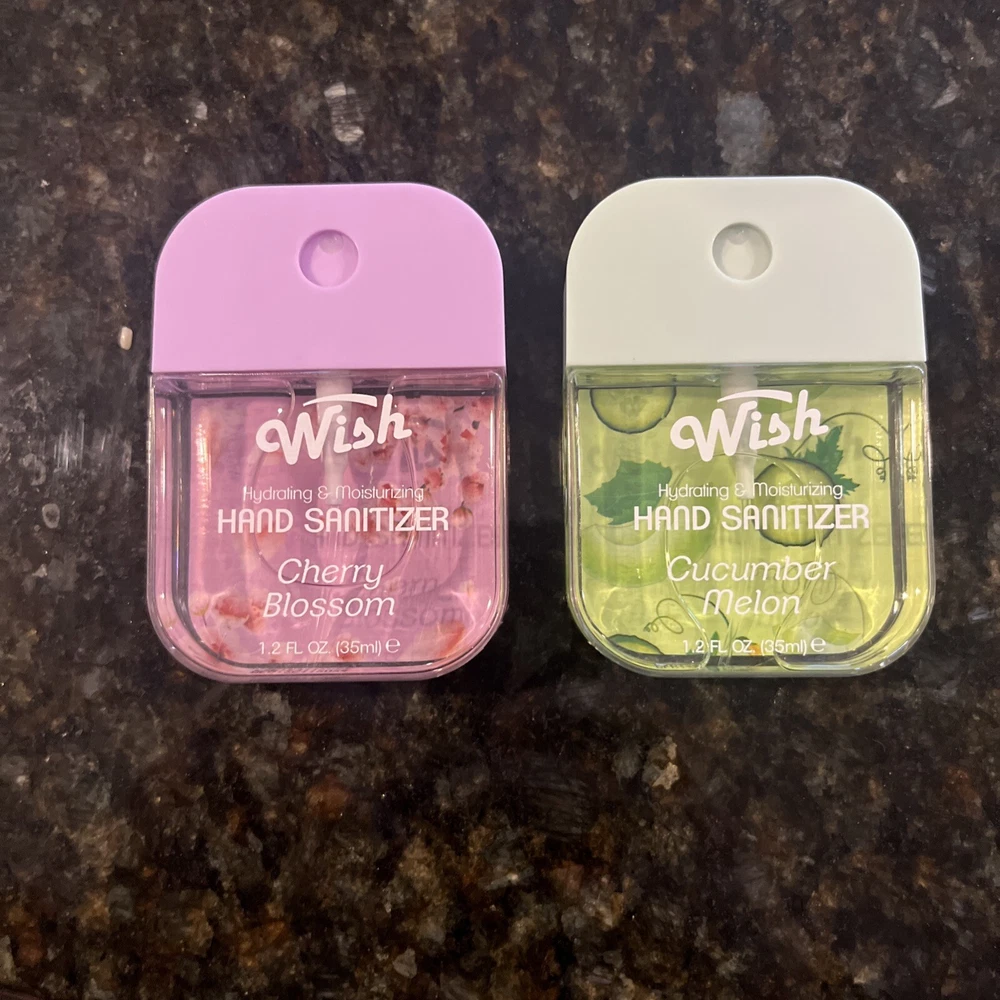 Wish
Hydrating & Moisturizing
HAND SANITIZER
Cherry
Blossom
1.2 FL OZ. (35ml) ℮
Wish
Hydrating & Moisturizing
HAND SANITIZER
Cucumber
Melon
1.2 FL OZ. (35ml) ℮